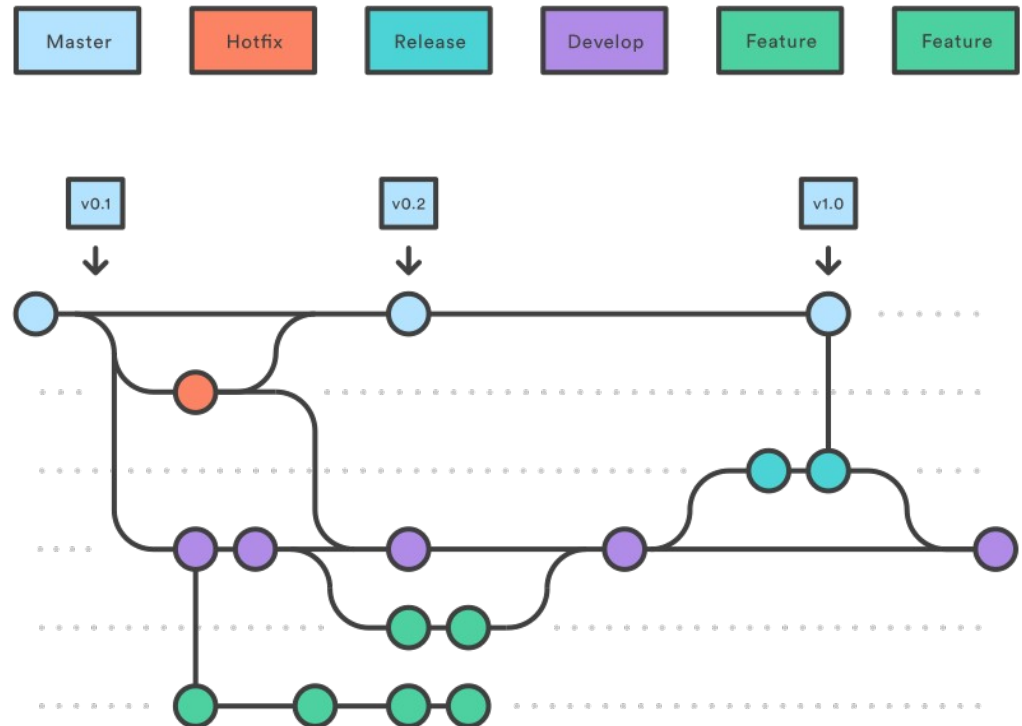 Master
Hotfix
Release
Develop
Feature
Feature
v0.1
v0.2
v1.0